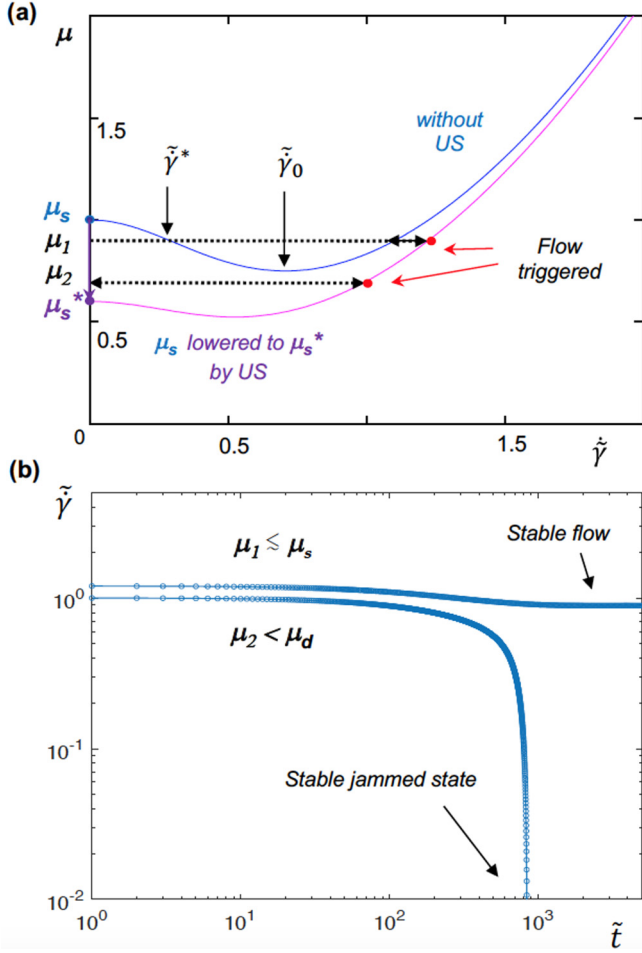 (a)
μ
1.5
without
US
γ̃̇*
γ̃̇₀
μₛ
μ₁
μ₂
μₛ*
Flow
triggered
0.5
μₛ lowered to μₛ*
by US
0
0.5
1
1.5
γ̃̇
(b)
γ̃̇
μ₁ ≲ μₛ
Stable flow
10⁰
μ₂ < μ_d
10⁻¹
Stable jammed state
10⁻²
10⁰
10¹
10²
10³
t̃